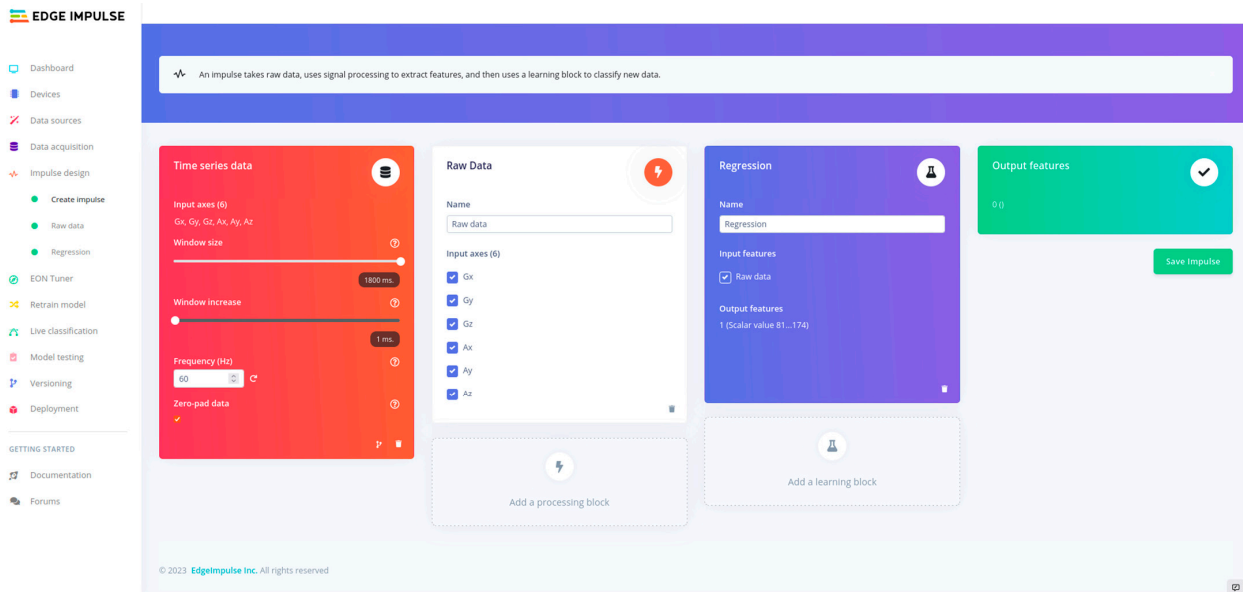 EDGE IMPULSE
Dashboard
Devices
Data sources
Data acquisition
Impulse design
Create impulse
Raw data
Regression
EON Tuner
Retrain model
Live classification
Model testing
Versioning
Deployment
GETTING STARTED
Documentation
Forums
An impulse takes raw data, uses signal processing to extract features, and then uses a learning block to classify new data.
Time series data
Input axes (6)
Gx, Gy, Gz, Ax, Ay, Az
Window size
1800 ms.
Window increase
1 ms.
Frequency (Hz)
60
Zero-pad data
Raw Data
Name
Raw data
Input axes (6)
Gx
Gy
Gz
Ax
Ay
Az
Add a processing block
Regression
Name
Regression
Input features
Raw data
Output features
1 (Scalar value 81...174)
Add a learning block
Output features
0 ()
Save Impulse
© 2023 EdgeImpulse Inc. All rights reserved